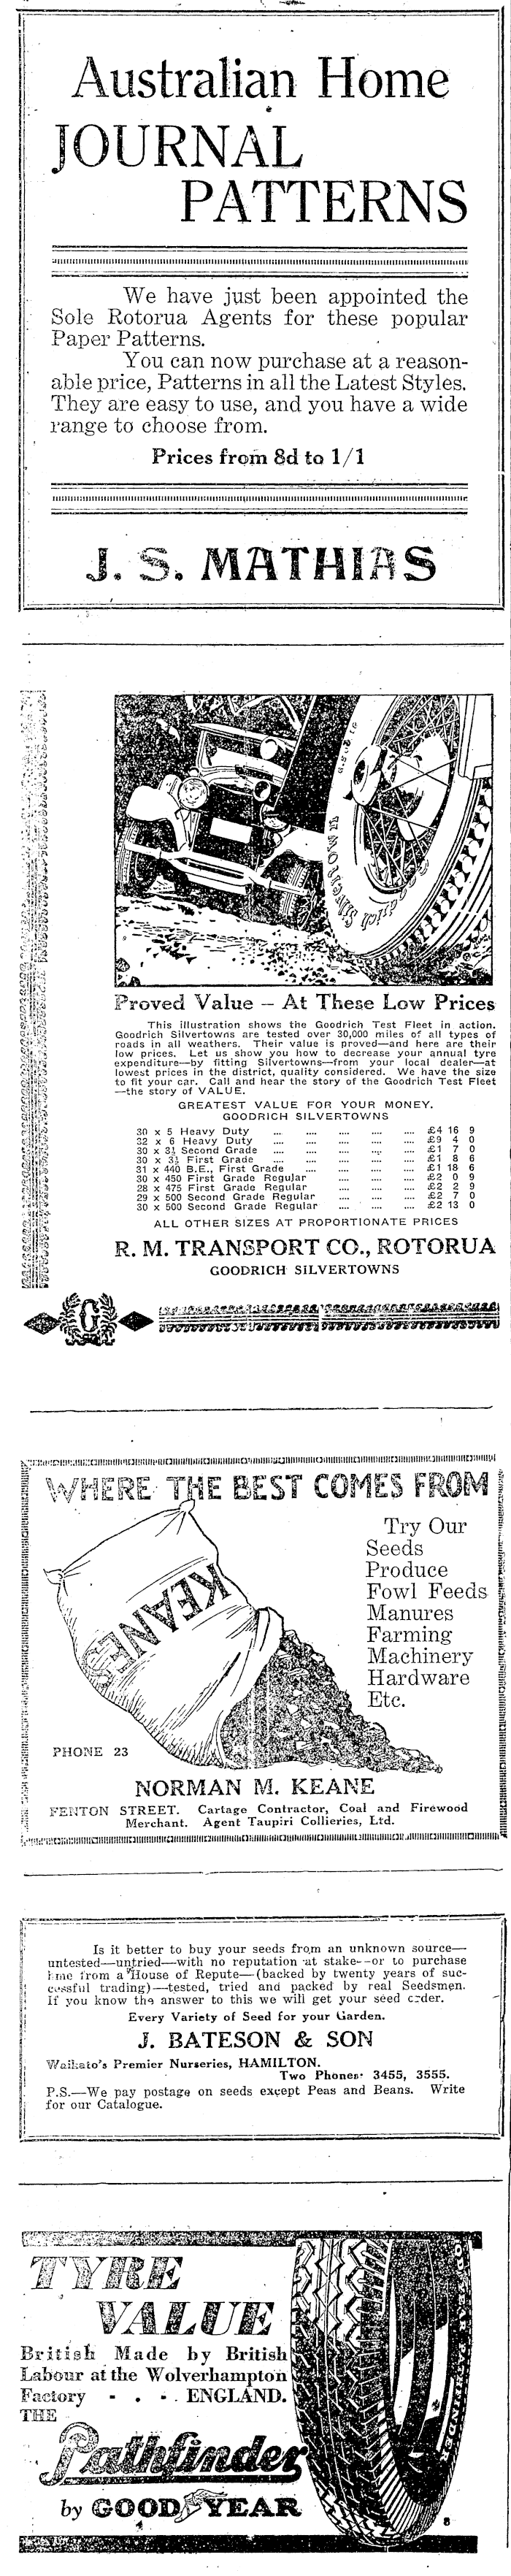 Australian Home
JOURNAL
PATTERNS
We have just been appointed the
Sole Rotorua Agents for these popular
Paper Patterns.
You can now purchase at a reason-
able price, Patterns in all the Latest Styles.
They are easy to use, and you have a wide
range to choose from.
Prices from 8d to 1/1
J. S. MATHIAS
Proved Value – At These Low Prices
This illustration shows the Goodrich Test Fleet in action.
Goodrich Silvertowns are tested over 30,000 miles of all types of
roads in all weathers. Their value is proved—and here are their
low prices. Let us show you how to decrease your annual tyre
expenditure—by fitting Silvertowns—from your local dealer—at
lowest prices in the district, quality considered. We have the size
to fit your car. Call and hear the story of the Goodrich Test Fleet
—the story of VALUE.
GREATEST VALUE FOR YOUR MONEY.
GOODRICH SILVERTOWNS
30 x 5 Heavy Duty .... .... .... .... .... £4 16 9
32 x 6 Heavy Duty .... .... .... .... .... £9 4 0
30 x 3½ Second Grade .... .... .... .... £1 7 0
30 x 3½ First Grade .... .... .... .... .... £1 8 6
31 x 440 B.E., First Grade .... .... .... .... £1 18 6
30 x 450 First Grade Regular .... .... .... £2 0 9
28 x 475 First Grade Regular .... .... .... £2 2 9
29 x 500 Second Grade Regular .... .... .... £2 7 0
30 x 500 Second Grade Regular .... .... .... £2 13 0
ALL OTHER SIZES AT PROPORTIONATE PRICES
R. M. TRANSPORT CO., ROTORUA
GOODRICH SILVERTOWNS
G
WHERE THE BEST COMES FROM
Try Our
Seeds
Produce
Fowl Feeds
Manures
Farming
Machinery
Hardware
Etc.
KEANES
PHONE 23
NORMAN M. KEANE
FENTON STREET. Cartage Contractor, Coal and Firewood
Merchant. Agent Taupiri Collieries, Ltd.
Is it better to buy your seeds from an unknown source—
untested—untried—with no reputation at stake—or to purchase
from a House of Repute—(backed by twenty years of suc-
cessful trading)—tested, tried and packed by real Seedsmen.
If you know the answer to this we will get your seed order.
Every Variety of Seed for your Garden.
J. BATESON & SON
Waikato's Premier Nurseries, HAMILTON.
Two Phones: 3455, 3555.
P.S.—We pay postage on seeds except Peas and Beans. Write
for our Catalogue.
TYRE
VALUE
British Made by British
Labour at the Wolverhampton
Factory - . - . ENGLAND.
THE
Pathfinder
by GOODYEAR
8